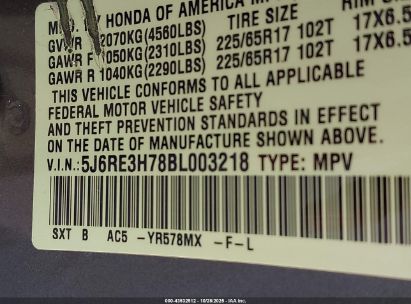 MFD. BY HONDA OF AMERICA MF
TIRE SIZE
RIM S
GVWR 2070KG(4560LBS)
GAWR F 1050KG(2310LBS) 225/65R17 102T 17X6.5
GAWR R 1040KG(2290LBS) 225/65R17 102T 17X6.5
THIS VEHICLE CONFORMS TO ALL APPLICABLE
FEDERAL MOTOR VEHICLE SAFETY
AND THEFT PREVENTION STANDARDS IN EFFECT
ON THE DATE OF MANUFACTURE SHOWN ABOVE.
V.I.N.: 5J6RE3H78BL003218 TYPE: MPV
SXT B AC5 -YR578MX -F-L